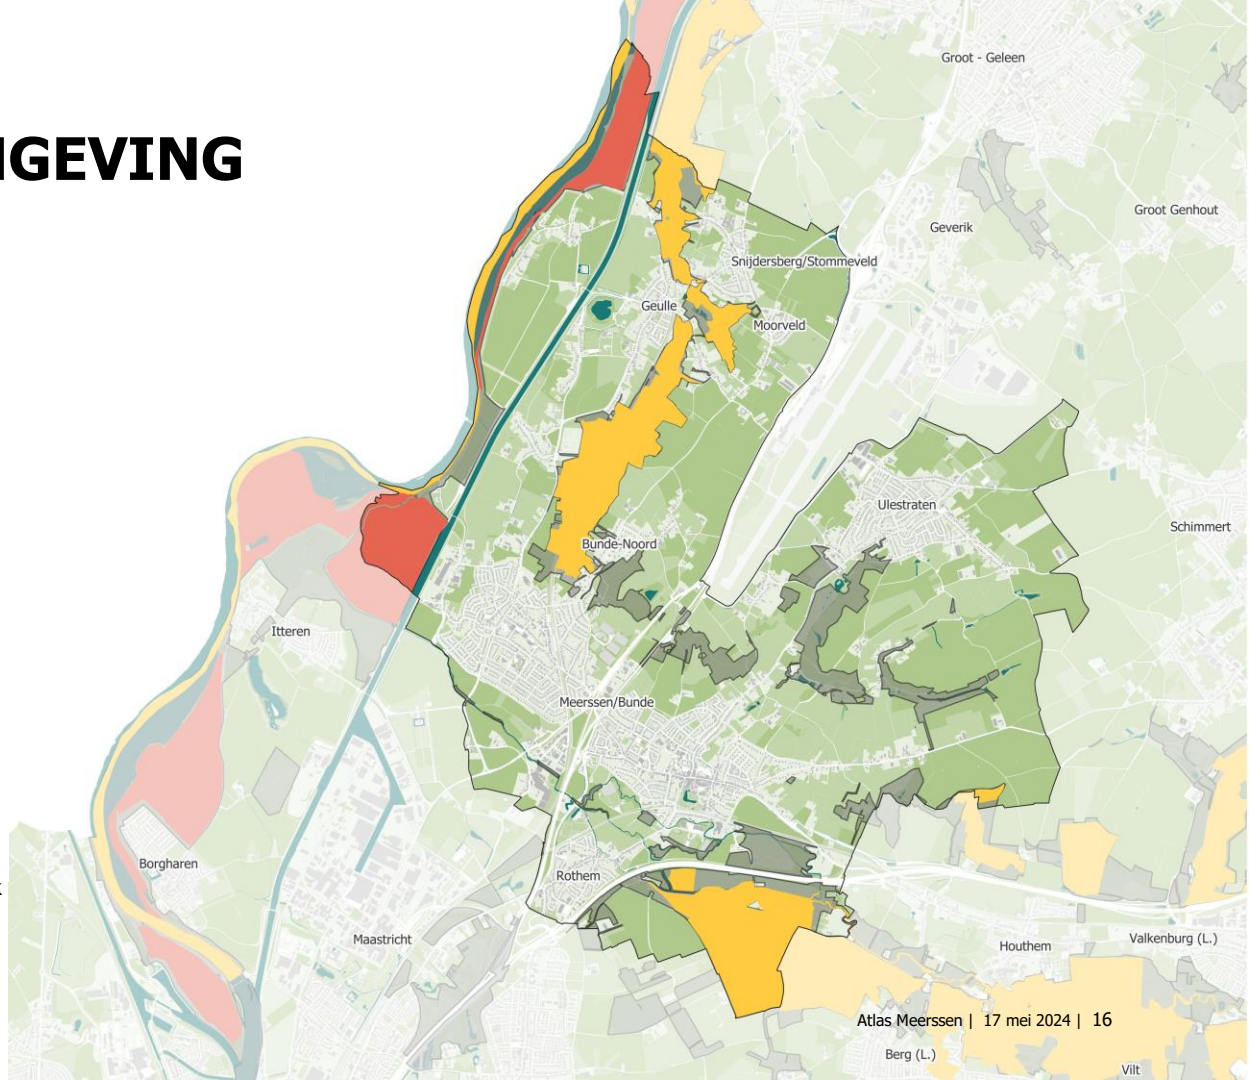 Groot - Geleen
NGEVING
Groot Genhout
Geverik
Snijdersberg/Stommeveld
Geulle
Moorveld
Ulestraten
Schimmert
Bunde-Noord
Itteren
Meerssen/Bunde
Borgharen
Rothem
Maastricht
Houthem
Valkenburg (L.)
Atlas Meerssen | 17 mei 2024 | 16
Berg (L.)
Vilt